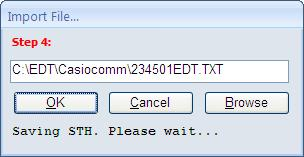 Import File...
Step 4:
C:\EDT\Casiocomm\234501EDT.TXT
OK Cancel Browse
Saving STH. Please wait...